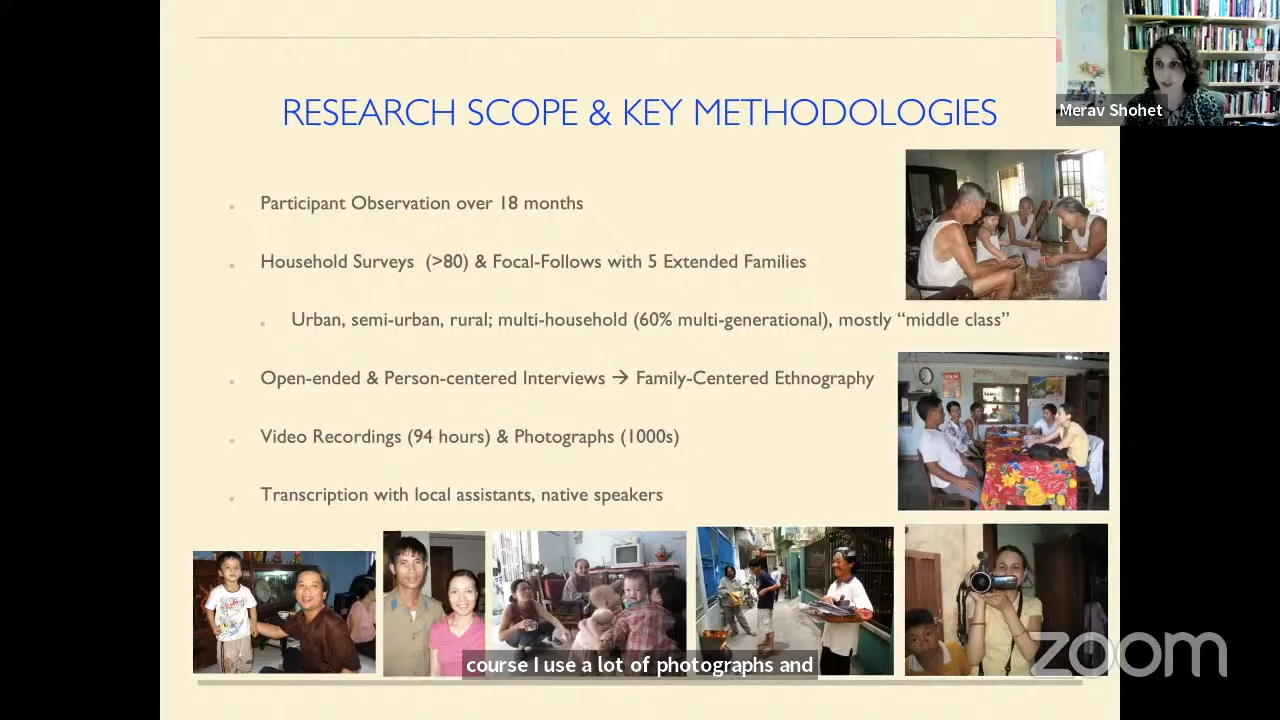 Merav Shohet
RESEARCH SCOPE & KEY METHODOLOGIES
Participant Observation over 18 months
Household Surveys (>80) & Focal-Follows with 5 Extended Families
Urban, semi-urban, rural; multi-household (60% multi-generational), mostly “middle class”
Open-ended & Person-centered Interviews → Family-Centered Ethnography
Video Recordings (94 hours) & Photographs (1000s)
Transcription with local assistants, native speakers
course I use a lot of photographs and
zoom